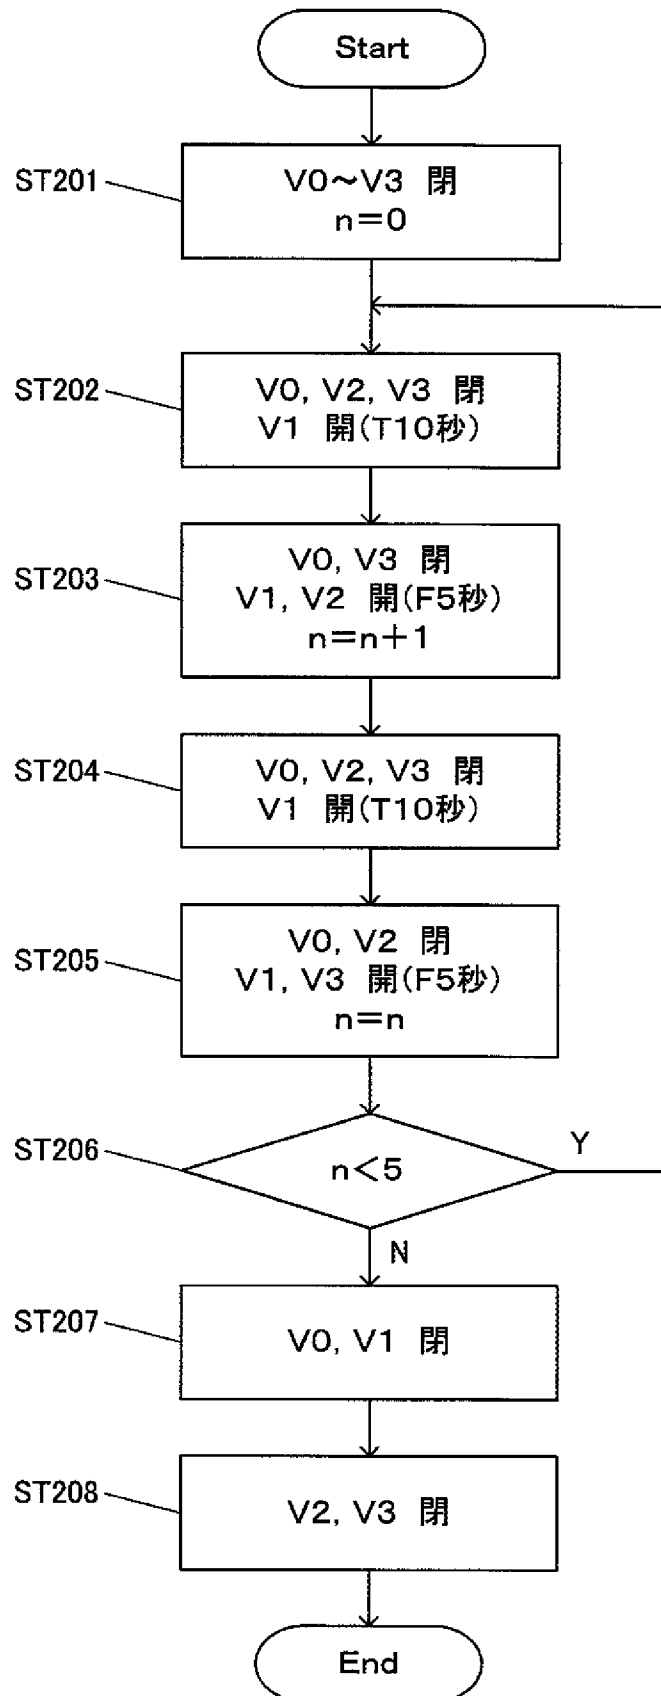 Start
ST201
V0~V3 閉
n=0
ST202
V0, V2, V3 閉
V1 開(T10秒)
ST203
V0, V3 閉
V1, V2 開(F5秒)
n=n+1
ST204
V0, V2, V3 閉
V1 開(T10秒)
ST205
V0, V2 閉
V1, V3 開(F5秒)
n=n
ST206
n<5
Y
N
ST207
V0, V1 閉
ST208
V2, V3 閉
End